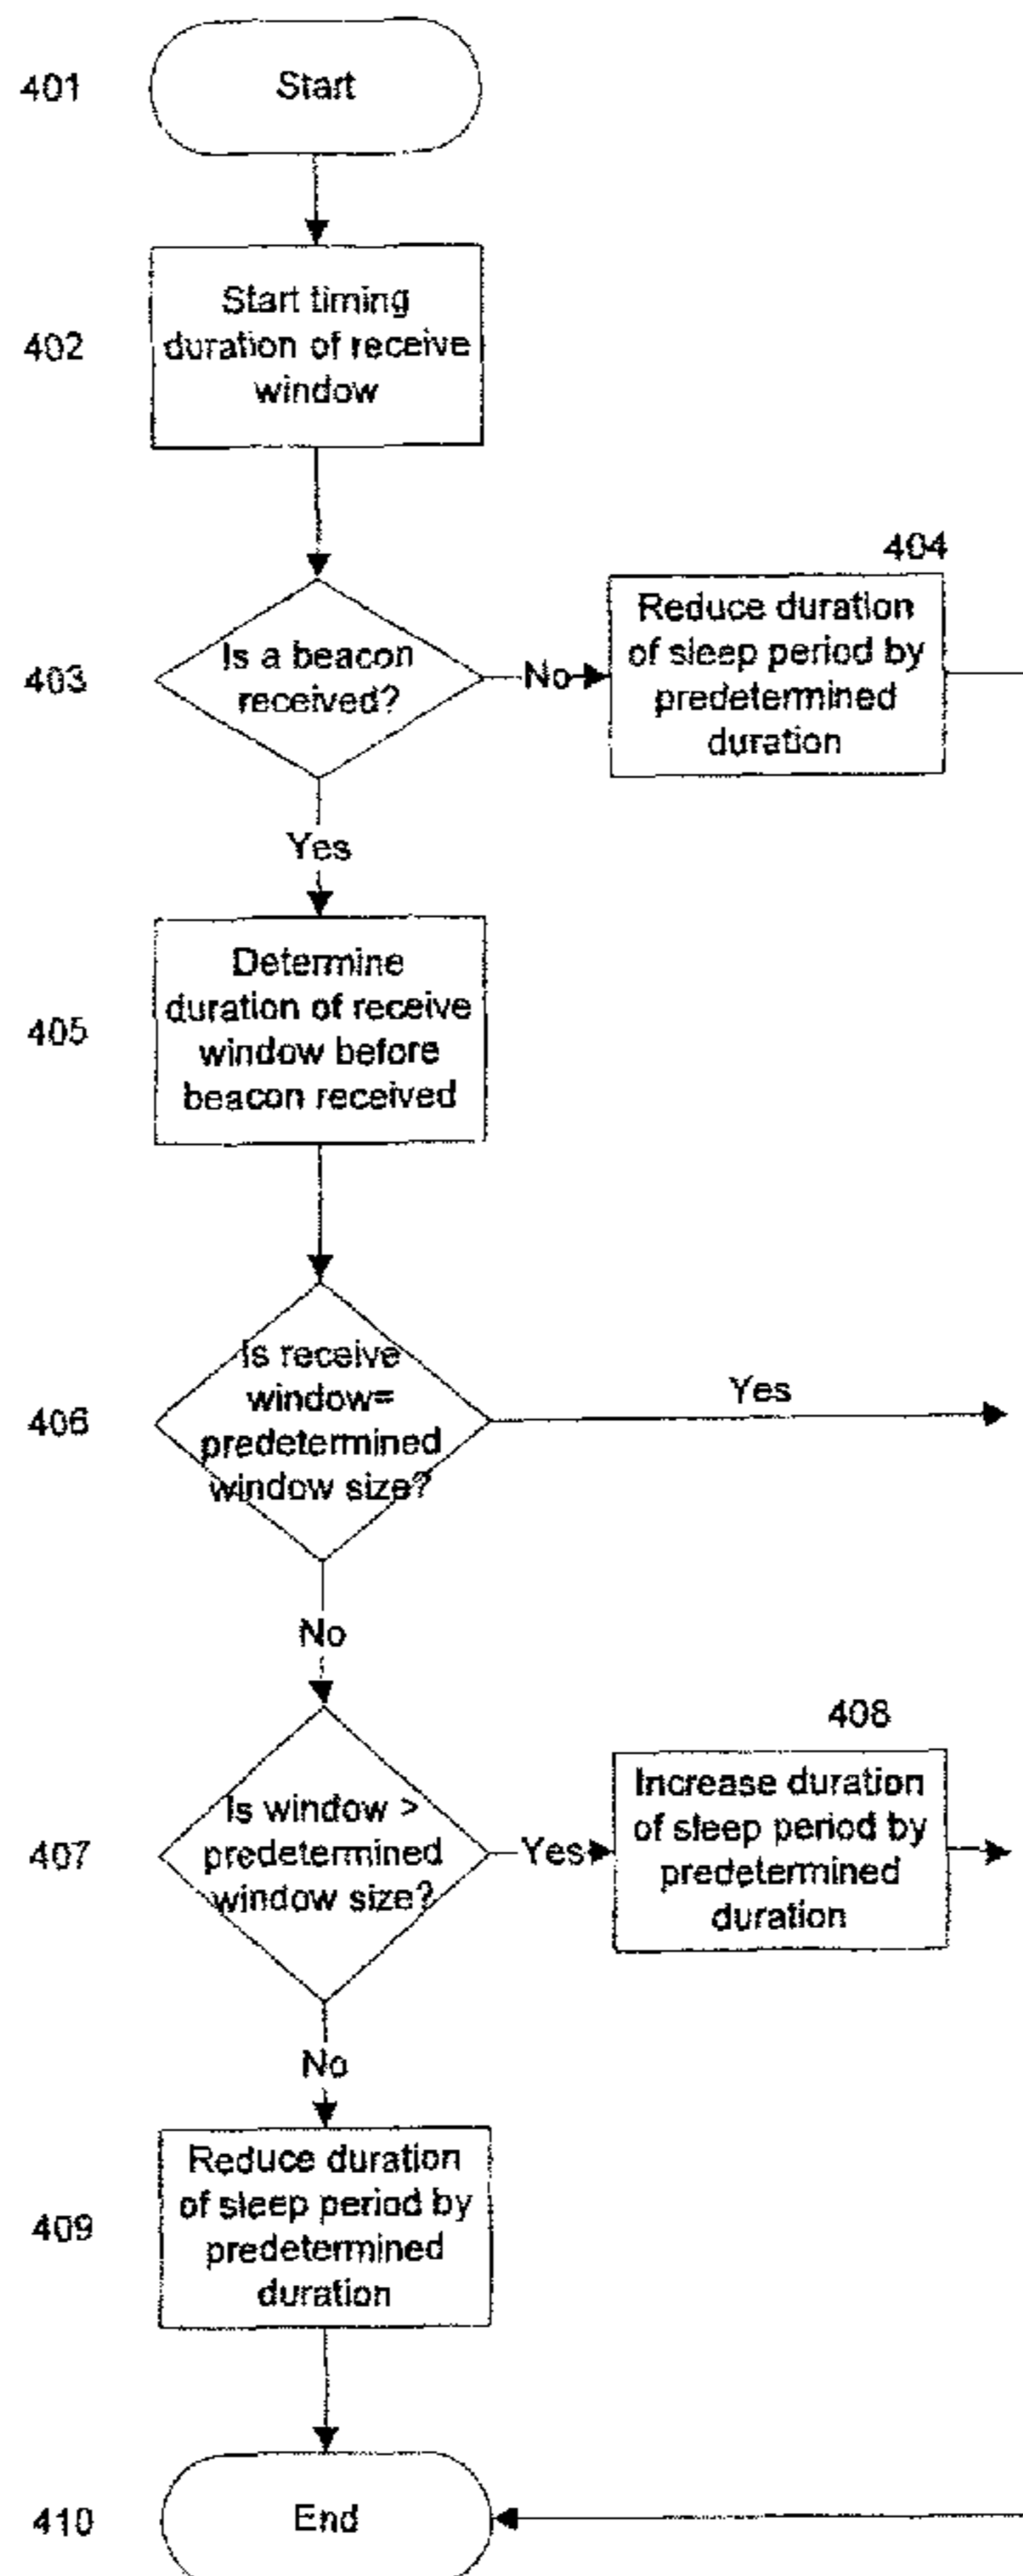 401
Start
402
Start timing
duration of receive
window
403
Is a beacon
received?
No
404
Reduce duration
of sleep period by
predetermined
duration
Yes
405
Determine
duration of receive
window before
beacon received
406
Is receive
window=
predetermined
window size?
Yes
No
407
Is window >
predetermined
window size?
Yes
408
Increase duration
of sleep period by
predetermined
duration
No
409
Reduce duration
of sleep period by
predetermined
duration
410
End